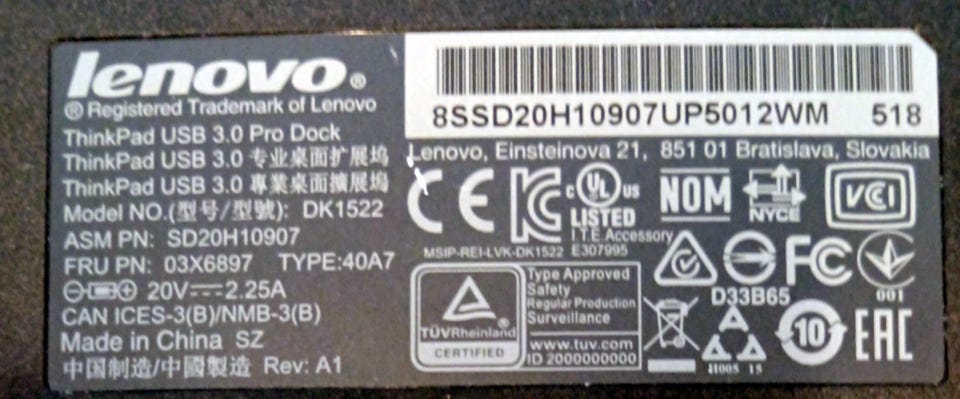 lenovo®
® Registered Trademark of Lenovo
ThinkPad USB 3.0 Pro Dock
ThinkPad USB 3.0 专业桌面扩展坞
ThinkPad USB 3.0 專業桌面擴展塢
Model NO.(型号/型號): DK1522
ASM PN: SD20H10907
FRU PN: 03X6897 TYPE:40A7
20V⎓2.25A
CAN ICES-3(B)/NMB-3(B)
Made in China SZ
中国制造/中國製造 Rev: A1
8SSD20H10907UP5012WM 518
Lenovo, Einsteinova 21, 851 01 Bratislava, Slovakia
CE
KC
MSIP-REI-LVK-DK1522
c UL us
LISTED
I.T.E. Accessory
E307995
NOM
NYCE
VCI
TÜVRheinland®
CERTIFIED
Type Approved
Safety
Regular Production
Surveillance
www.tuv.com
ID 2000000000
D33B65
FC
001
10
EAC